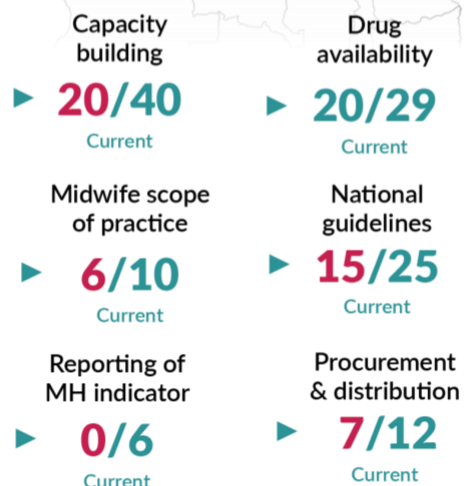 Capacity
building
20/40
Current
Drug
availability
20/29
Current
Midwife scope
of practice
6/10
Current
National
guidelines
15/25
Current
Reporting of
MH indicator
0/6
Current
Procurement
& distribution
7/12
Current